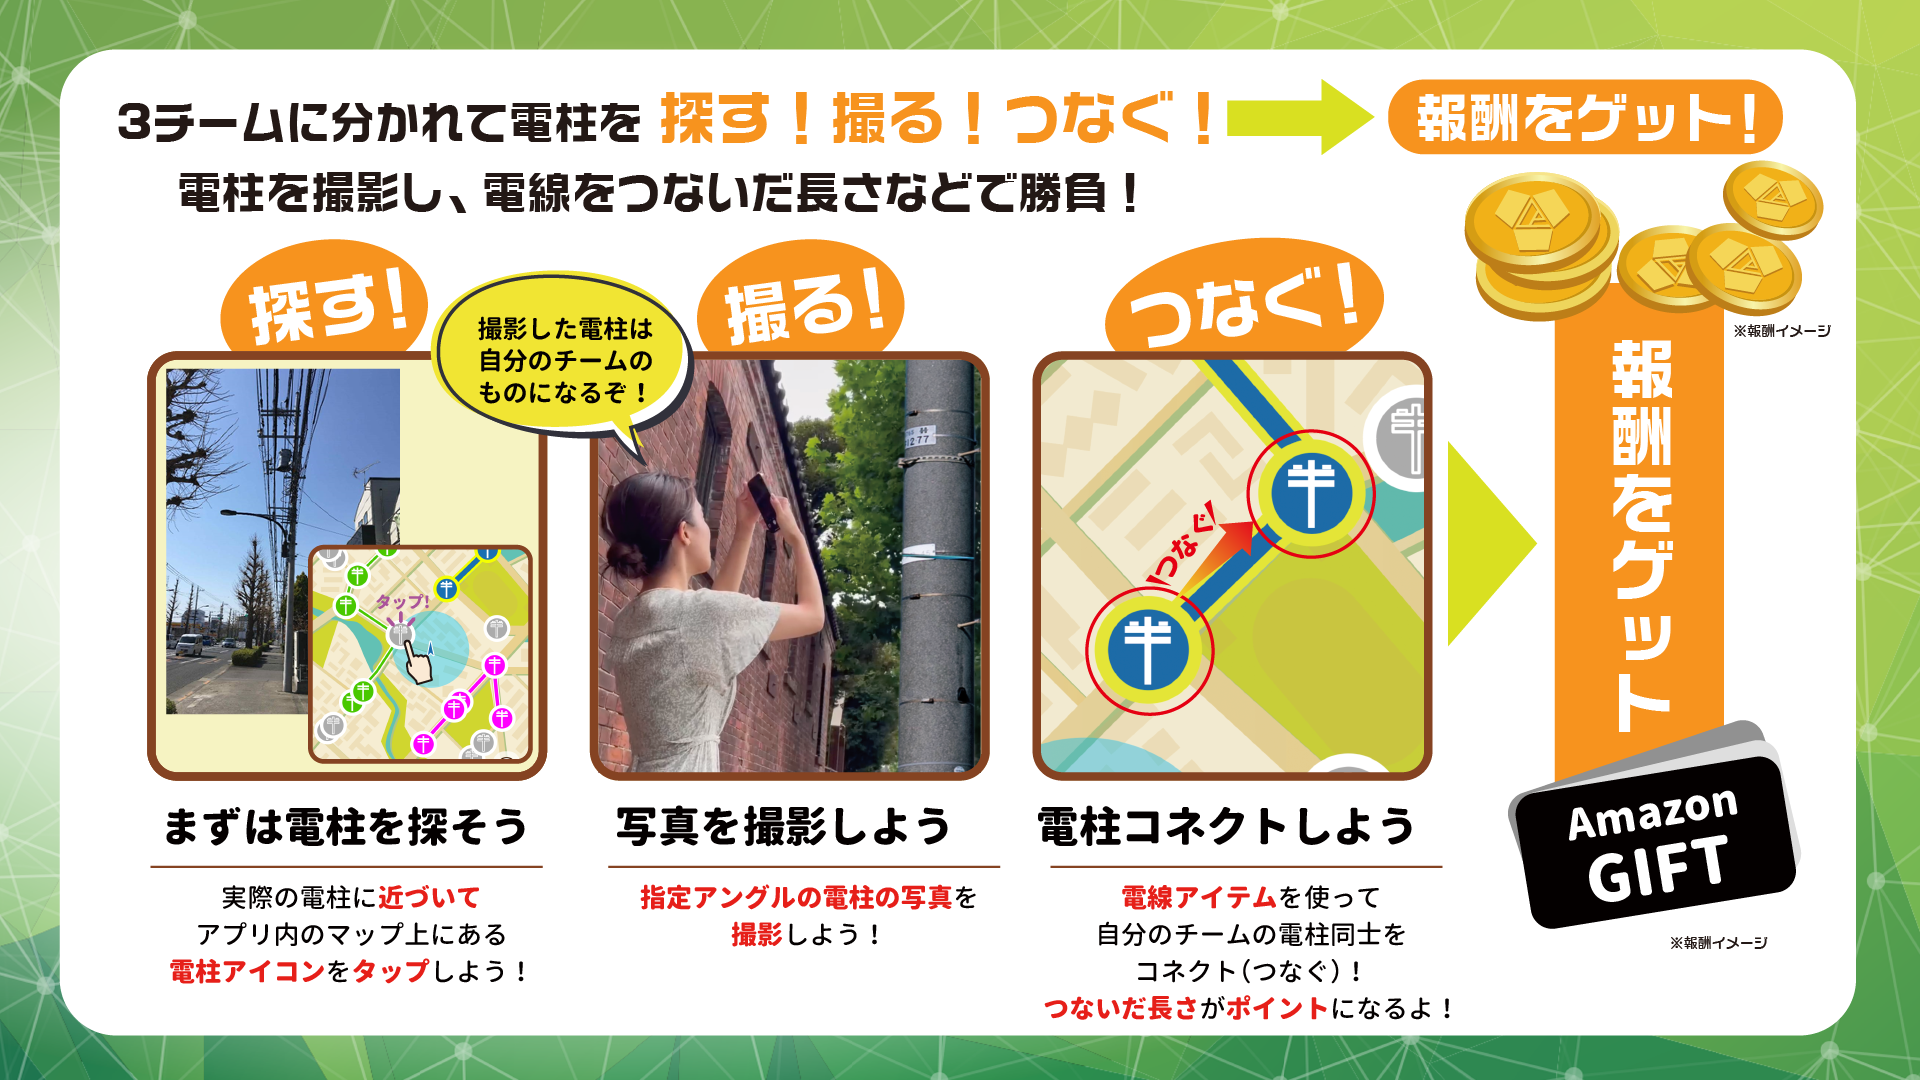 3チームに分かれて電柱を 探す！撮る！つなぐ！
報酬をゲット！
電柱を撮影し、電線をつないだ長さなどで勝負！
探す！
撮影した電柱は
自分のチームの
ものになるぞ！
撮る！
つなぐ！
※報酬イメージ
報酬をゲット
277
タップ！
つなぐ！
まずは電柱を探そう
実際の電柱に近づいて
アプリ内のマップ上にある
電柱アイコンをタップしよう！
写真を撮影しよう
指定アングルの電柱の写真を
撮影しよう！
電柱コネクトしよう
電線アイテムを使って
自分のチームの電柱同士を
コネクト（つなぐ）！
つないだ長さがポイントになるよ！
Amazon
GIFT
※報酬イメージ